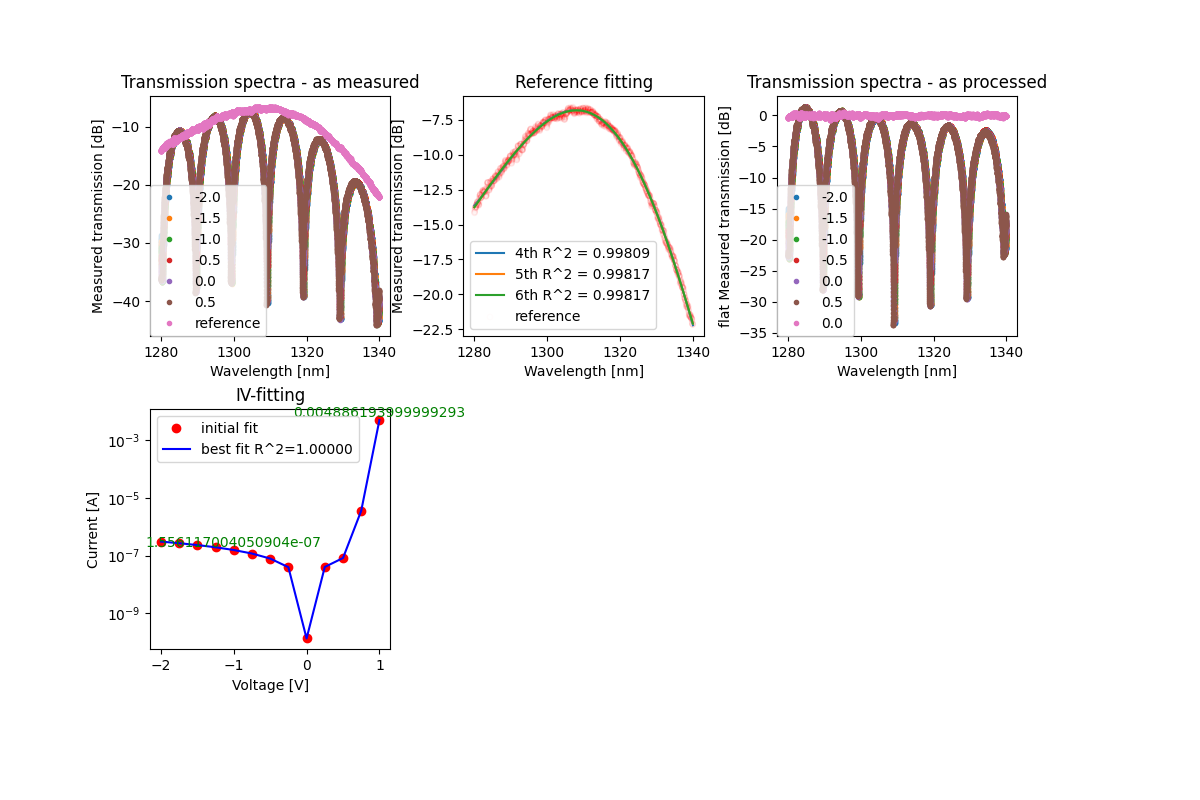 Transmission spectra - as measured
Measured transmission [dB]
−10
−20
−30
−40
-2.0
-1.5
-1.0
-0.5
0.0
0.5
reference
1280
1300
1320
1340
Wavelength [nm]
Reference fitting
Measured transmission [dB]
−7.5
−10.0
−12.5
−15.0
−17.5
−20.0
−22.5
4th R^2 = 0.99809
5th R^2 = 0.99817
6th R^2 = 0.99817
reference
1280
1300
1320
1340
Wavelength [nm]
Transmission spectra - as processed
flat Measured transmission [dB]
0
−5
−10
−15
−20
−25
−30
−35
-2.0
-1.5
-1.0
-0.5
0.0
0.5
0.0
1280
1300
1320
1340
Wavelength [nm]
IV-fitting
0.004886193999999293
initial fit
best fit R^2=1.00000
Current [A]
10−3
10−5
10−7
10−9
−2
−1
0
1
Voltage [V]